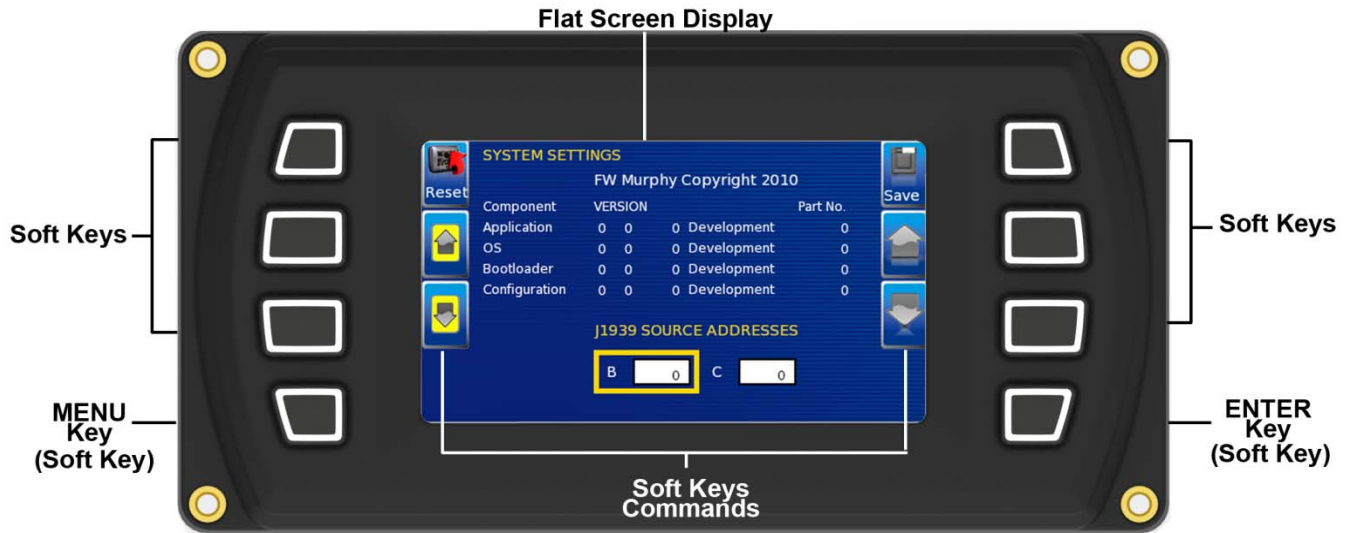 Flat Screen Display
Soft Keys
MENU
Key
(Soft Key)
Reset
SYSTEM SETTINGS
FW Murphy Copyright 2010
Save
Component VERSION Part No.
Application 0 0 0 Development 0
OS 0 0 0 Development 0
Bootloader 0 0 0 Development 0
Configuration 0 0 0 Development 0
J1939 SOURCE ADDRESSES
B 0 C 0
Soft Keys
Commands
Soft Keys
ENTER
Key
(Soft Key)